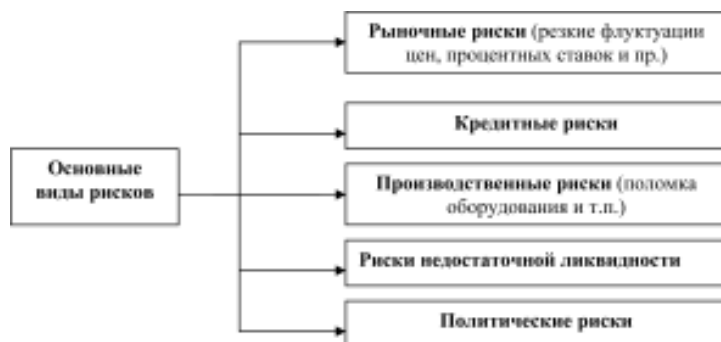 Рыночные риски (резкие флуктуации
цен, процентных ставок и пр.)
Кредитные риски
Основные
виды рисков
Производственные риски (поломка
оборудования и т.п.)
Риски недостаточной ликвидности
Политические риски